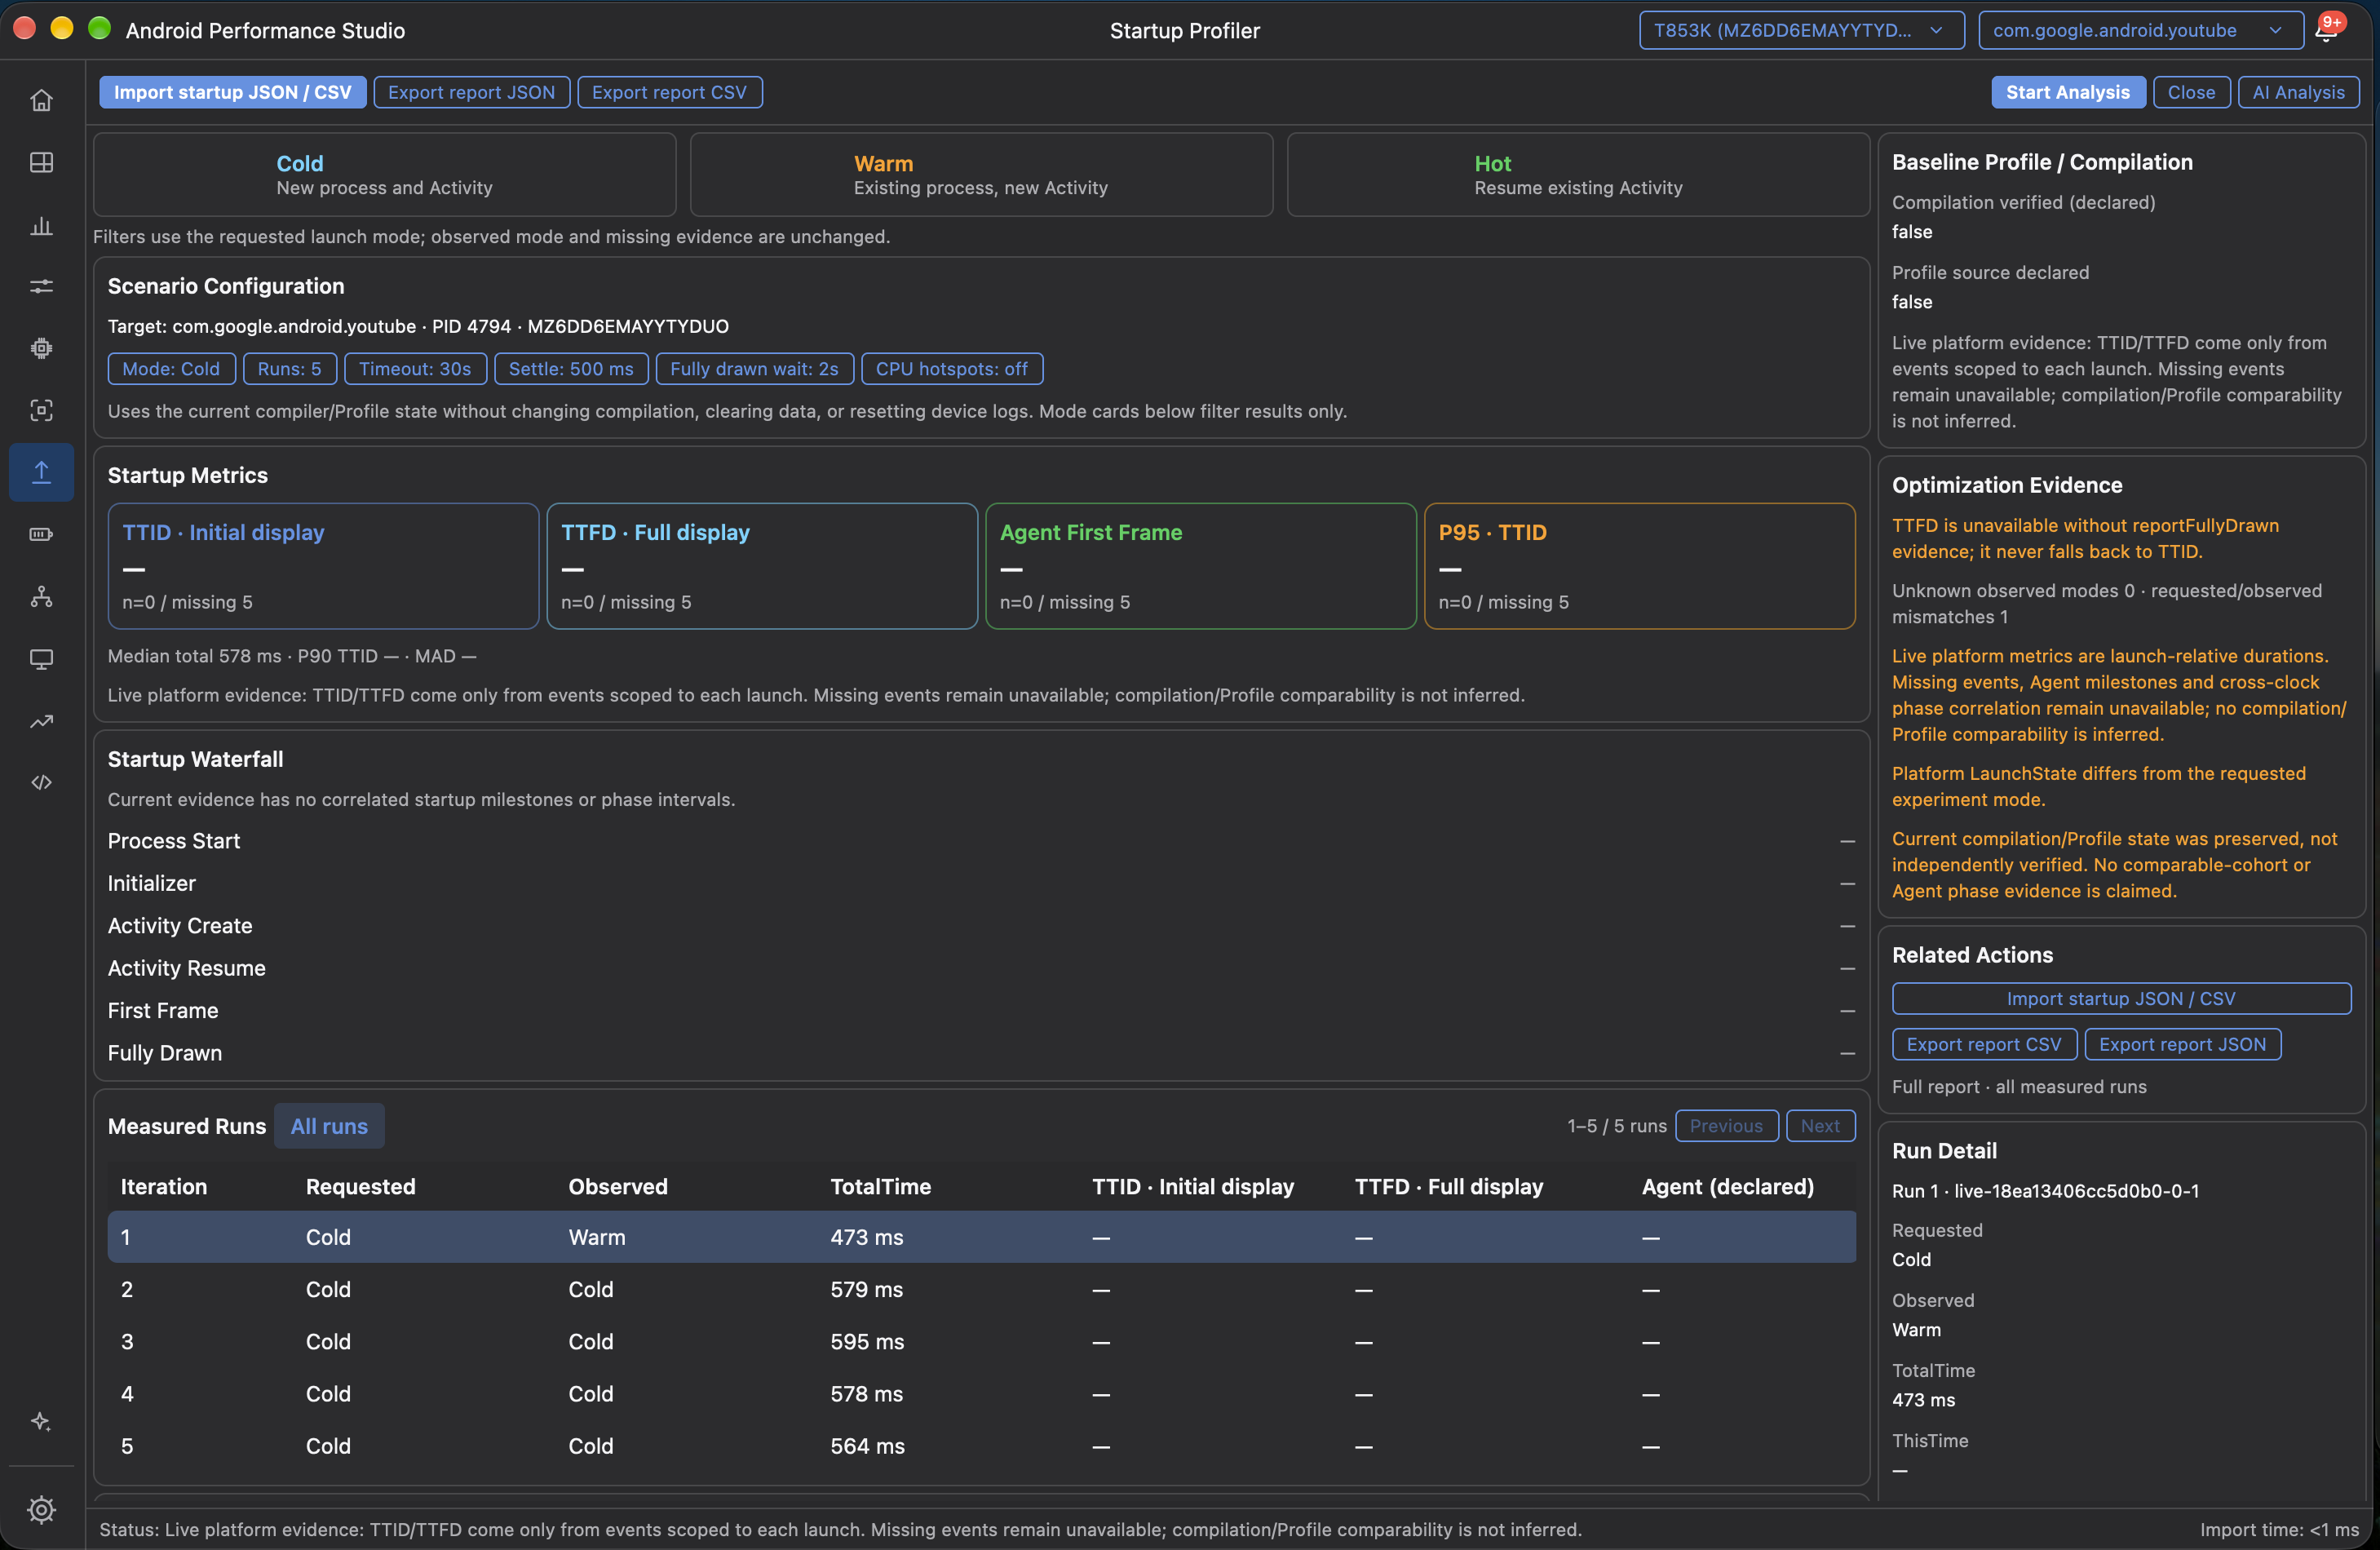 Android Performance Studio
Startup Profiler
T853K (MZ6DD6EMAYYTYD...
com.google.android.youtube
9+
Import startup JSON / CSV
Export report JSON
Export report CSV
Start Analysis
Close
AI Analysis
Cold
New process and Activity
Warm
Existing process, new Activity
Hot
Resume existing Activity
Filters use the requested launch mode; observed mode and missing evidence are unchanged.
Scenario Configuration
Target: com.google.android.youtube · PID 4794 · MZ6DD6EMAYYTYDUO
Mode: Cold
Runs: 5
Timeout: 30s
Settle: 500 ms
Fully drawn wait: 2s
CPU hotspots: off
Uses the current compiler/Profile state without changing compilation, clearing data, or resetting device logs. Mode cards below filter results only.
Startup Metrics
TTID · Initial display
—
n=0 / missing 5
TTFD · Full display
—
n=0 / missing 5
Agent First Frame
—
n=0 / missing 5
P95 · TTID
—
n=0 / missing 5
Median total 578 ms · P90 TTID — · MAD —
Live platform evidence: TTID/TTFD come only from events scoped to each launch. Missing events remain unavailable; compilation/Profile comparability is not inferred.
Startup Waterfall
Current evidence has no correlated startup milestones or phase intervals.
Process Start —
Initializer —
Activity Create —
Activity Resume —
First Frame —
Fully Drawn —
Measured Runs
All runs
1–5 / 5 runs
Previous
Next
Iteration Requested Observed TotalTime TTID · Initial display TTFD · Full display Agent (declared)
1 Cold Warm 473 ms — — —
2 Cold Cold 579 ms — — —
3 Cold Cold 595 ms — — —
4 Cold Cold 578 ms — — —
5 Cold Cold 564 ms — — —
Baseline Profile / Compilation
Compilation verified (declared)
false
Profile source declared
false
Live platform evidence: TTID/TTFD come only from
events scoped to each launch. Missing events
remain unavailable; compilation/Profile comparability
is not inferred.
Optimization Evidence
TTFD is unavailable without reportFullyDrawn
evidence; it never falls back to TTID.
Unknown observed modes 0 · requested/observed
mismatches 1
Live platform metrics are launch-relative durations.
Missing events, Agent milestones and cross-clock
phase correlation remain unavailable; no compilation/
Profile comparability is inferred.
Platform LaunchState differs from the requested
experiment mode.
Current compilation/Profile state was preserved, not
independently verified. No comparable-cohort or
Agent phase evidence is claimed.
Related Actions
Import startup JSON / CSV
Export report CSV
Export report JSON
Full report · all measured runs
Run Detail
Run 1 · live-18ea13406cc5d0b0-0-1
Requested
Cold
Observed
Warm
TotalTime
473 ms
ThisTime
—
Status: Live platform evidence: TTID/TTFD come only from events scoped to each launch. Missing events remain unavailable; compilation/Profile comparability is not inferred.
Import time: <1 ms